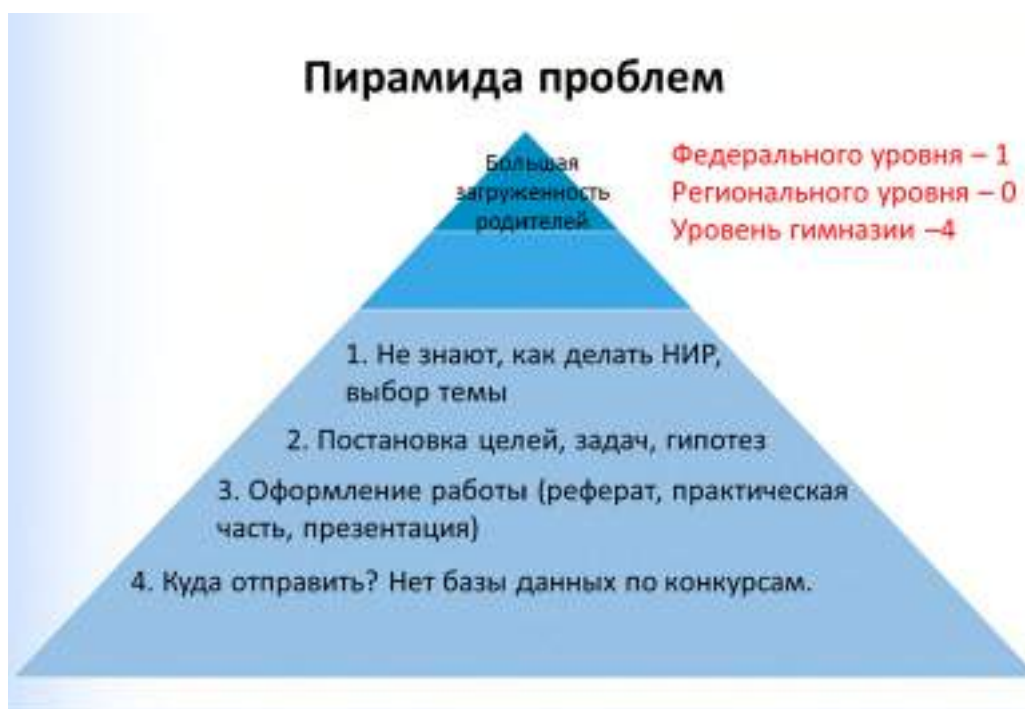 Пирамида проблем
Большая
загруженность
родителей
Федерального уровня – 1
Регионального уровня – 0
Уровень гимназии –4
1. Не знают, как делать НИР,
выбор темы
2. Постановка целей, задач, гипотез
3. Оформление работы (реферат, практическая
часть, презентация)
4. Куда отправить? Нет базы данных по конкурсам.